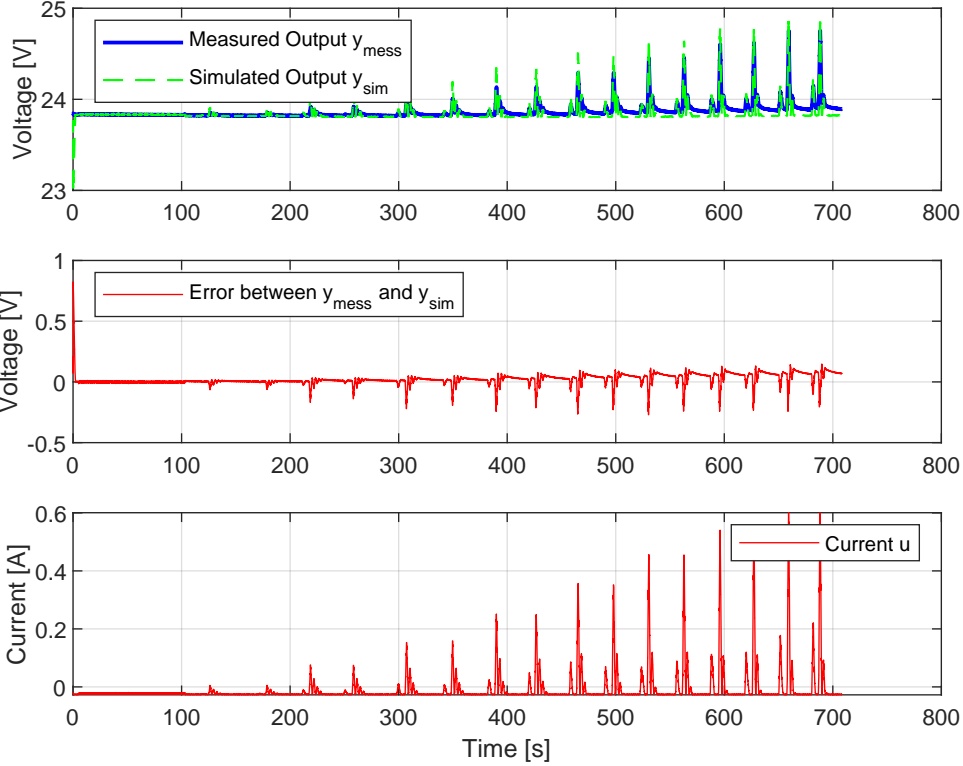 25
24
23
Voltage [V]
Measured Output y_mess
Simulated Output y_sim
0 100 200 300 400 500 600 700 800
1
0.5
0
-0.5
Voltage [V]
Error between y_mess and y_sim
0 100 200 300 400 500 600 700 800
0.6
0.4
0.2
0
Current [A]
Current u
0 100 200 300 400 500 600 700 800
Time [s]